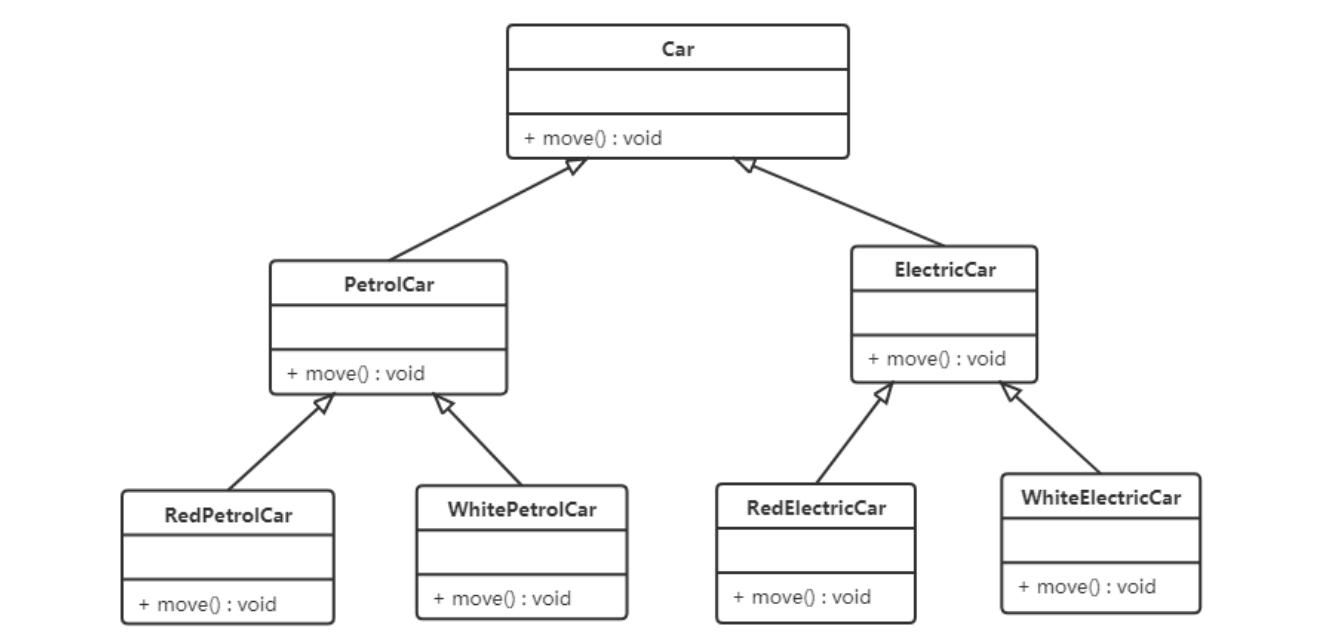 Car
+ move() : void
PetrolCar
+ move() : void
ElectricCar
+ move() : void
RedPetrolCar
+ move() : void
WhitePetrolCar
+ move() : void
RedElectricCar
+ move() : void
WhiteElectricCar
+ move() : void